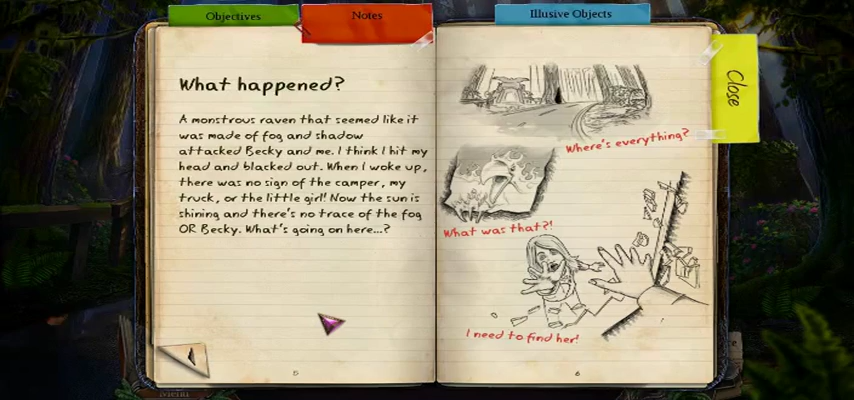 Objectives
Notes
Illusive Objects
Close
What happened?
A monstrous raven that seemed like it
was made of fog and shadow
attacked Becky and me. I think I hit my
head and blacked out. When I woke up,
there was no sign of the camper, my
truck, or the little girl! Now the sun is
shining and there's no trace of the fog
OR Becky. What's going on here...?
Where's everything?
What was that?!
I need to find her!
5
6
Menu